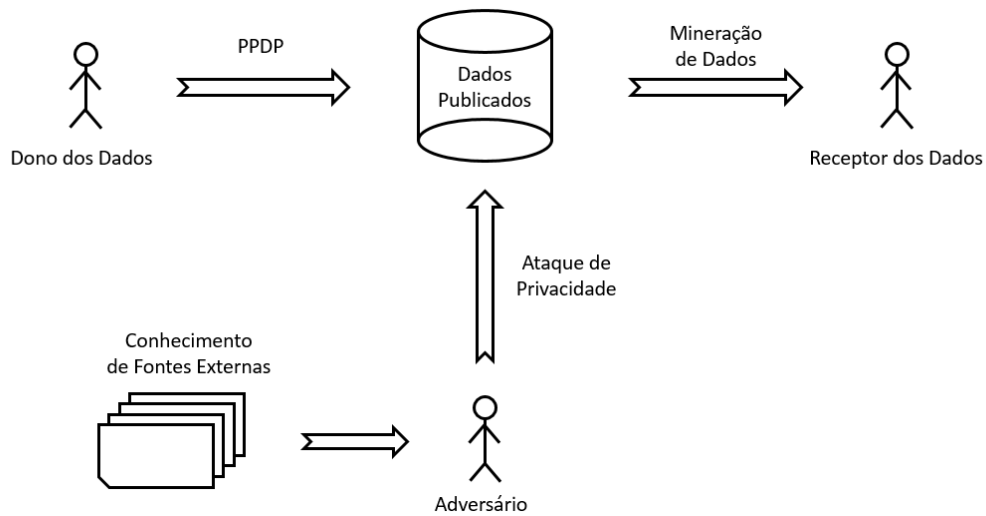 PPDP
Mineração
de Dados
Dados
Publicados
Dono dos Dados
Receptor dos Dados
Ataque de
Privacidade
Conhecimento
de Fontes Externas
Adversário